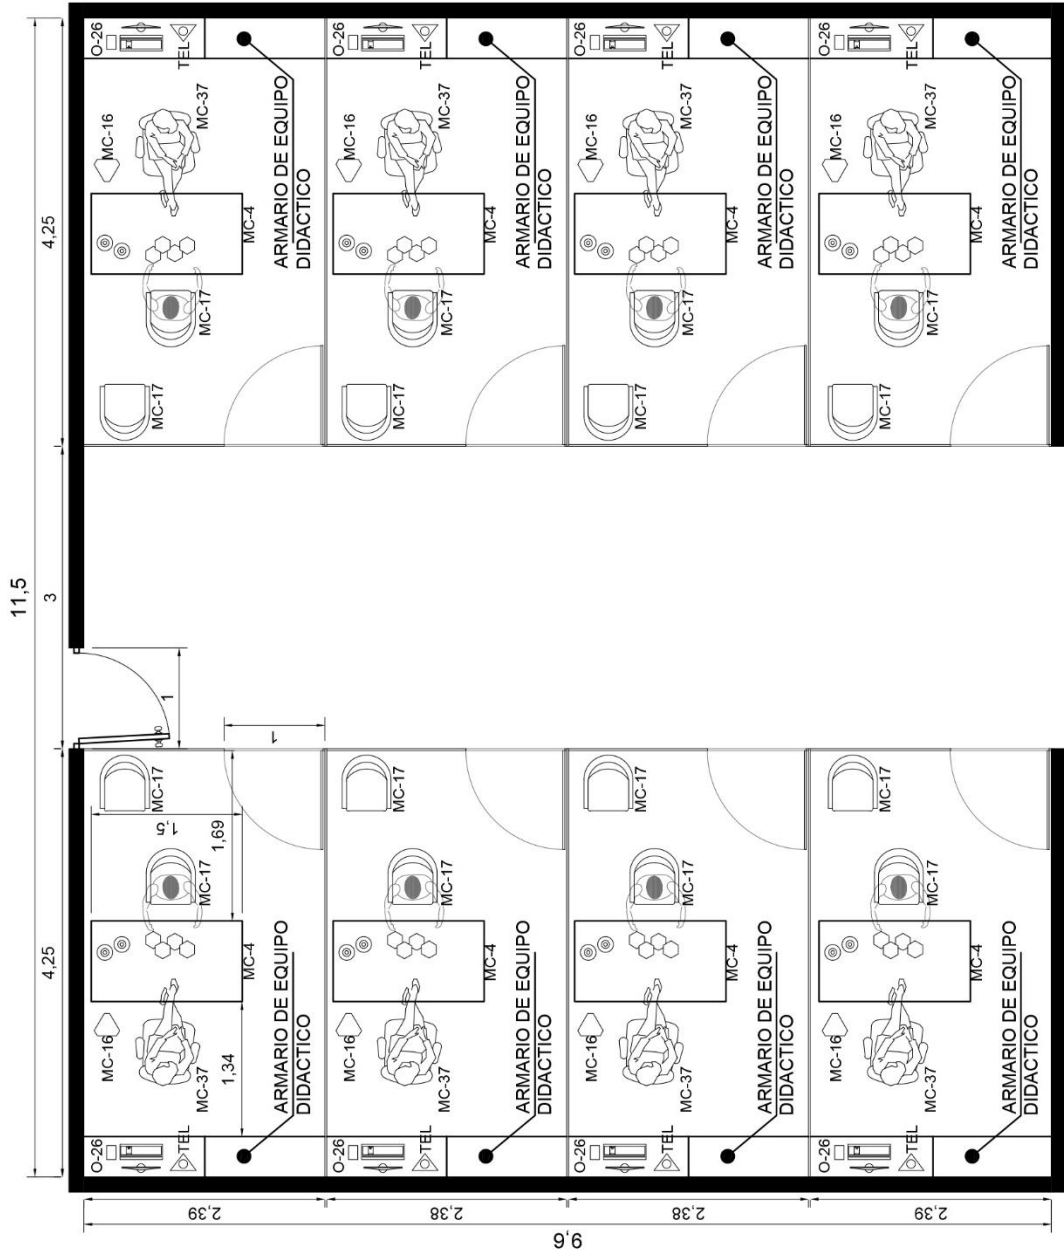 11,5
4,25
3
4,25
O-26
TEL
MC-16
MC-37
MC-4
ARMARIO DE EQUIPO
DIDACTICO
MC-17
MC-17
O-26
TEL
MC-16
MC-37
MC-4
ARMARIO DE EQUIPO
DIDACTICO
MC-17
MC-17
O-26
TEL
MC-16
MC-37
MC-4
ARMARIO DE EQUIPO
DIDACTICO
MC-17
MC-17
O-26
TEL
MC-16
MC-37
MC-4
ARMARIO DE EQUIPO
DIDACTICO
MC-17
MC-17
1
1
MC-17
1,5
1,69
MC-17
MC-4
MC-16
MC-37
1,34
ARMARIO DE EQUIPO
DIDACTICO
O-26
TEL
MC-17
MC-17
MC-4
MC-16
MC-37
ARMARIO DE EQUIPO
DIDACTICO
O-26
TEL
MC-17
MC-17
MC-4
MC-16
MC-37
ARMARIO DE EQUIPO
DIDACTICO
O-26
TEL
MC-17
MC-17
MC-4
MC-16
MC-37
ARMARIO DE EQUIPO
DIDACTICO
O-26
TEL
2,39
2,38
2,38
2,39
9,6